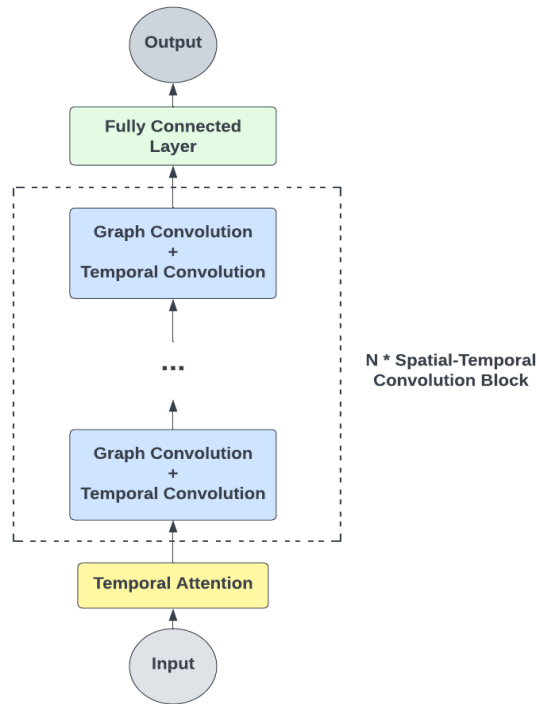 Output
Fully Connected
Layer
Graph Convolution
+
Temporal Convolution
...
N * Spatial-Temporal
Convolution Block
Graph Convolution
+
Temporal Convolution
Temporal Attention
Input